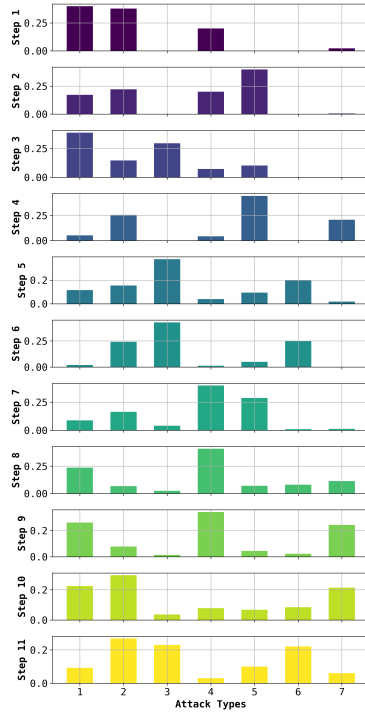 Step 1
0.25
0.00
Step 2
0.25
0.00
Step 3
0.25
0.00
Step 4
0.25
0.00
Step 5
0.2
0.0
Step 6
0.25
0.00
Step 7
0.25
0.00
Step 8
0.25
0.00
Step 9
0.2
0.0
Step 10
0.2
0.0
Step 11
0.2
0.0
1 2 3 4 5 6 7
Attack Types